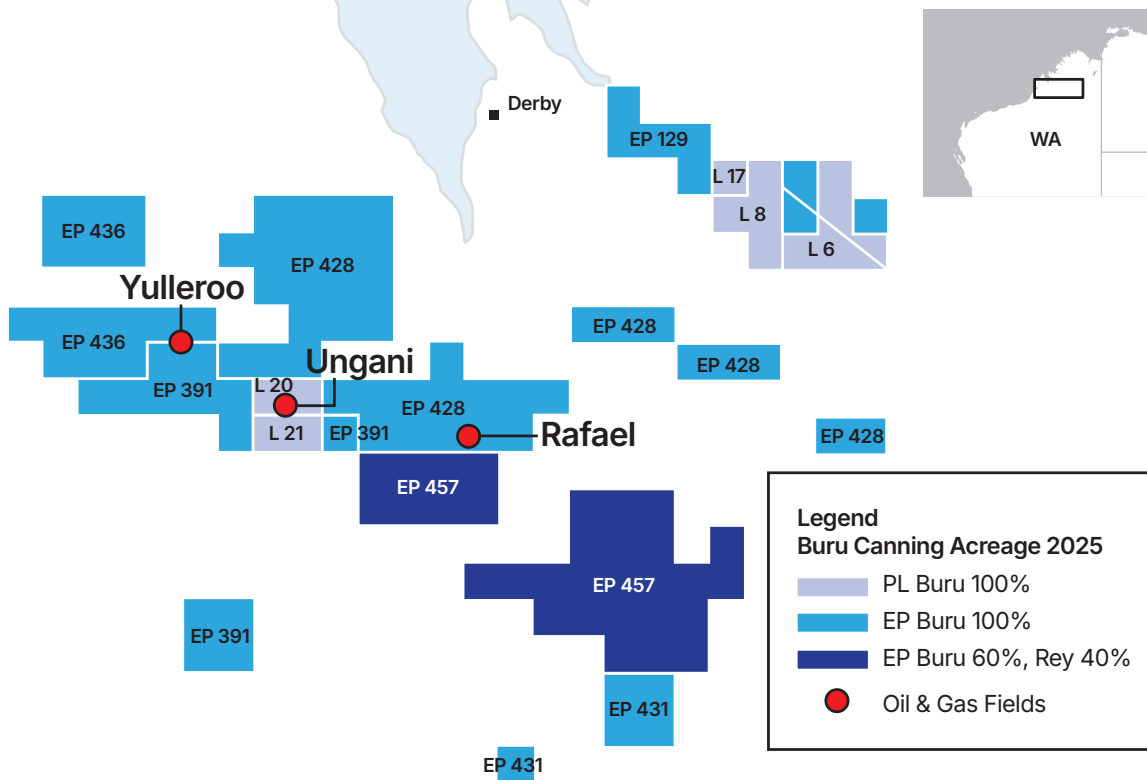 Derby
WA
EP 129
L 17
L 8
L 6
EP 436
EP 428
Yulleroo
EP 436
EP 428
EP 428
Ungani
EP 391
L 20
EP 428
L 21
EP 391
Rafael
EP 428
EP 457
EP 457
EP 391
EP 431
EP 431
Legend
Buru Canning Acreage 2025
PL Buru 100%
EP Buru 100%
EP Buru 60%, Rey 40%
Oil & Gas Fields